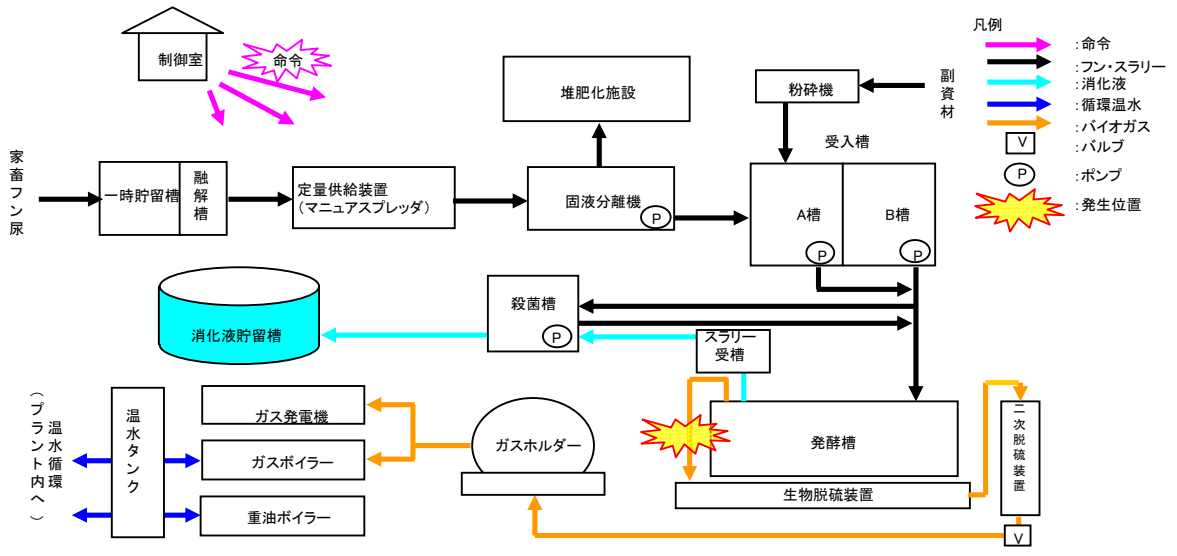 凡例
制御室
命令
:命令
:フン・スラリー
:消化液
:循環温水
:バイオガス
V
:バルブ
P
:ポンプ
:発生位置
堆肥化施設
粉砕機
副資材
受入槽
家畜フン尿
一時貯留槽
融解槽
定量供給装置
(マニュアスプレッダ)
固液分離機
P
A槽
B槽
P
P
消化液貯留槽
殺菌槽
P
スラリー
受槽
温水循環
(プラント内へ)
温水タンク
ガス発電機
ガスボイラー
重油ボイラー
ガスホルダー
発酵槽
生物脱硫装置
二次脱硫装置
V